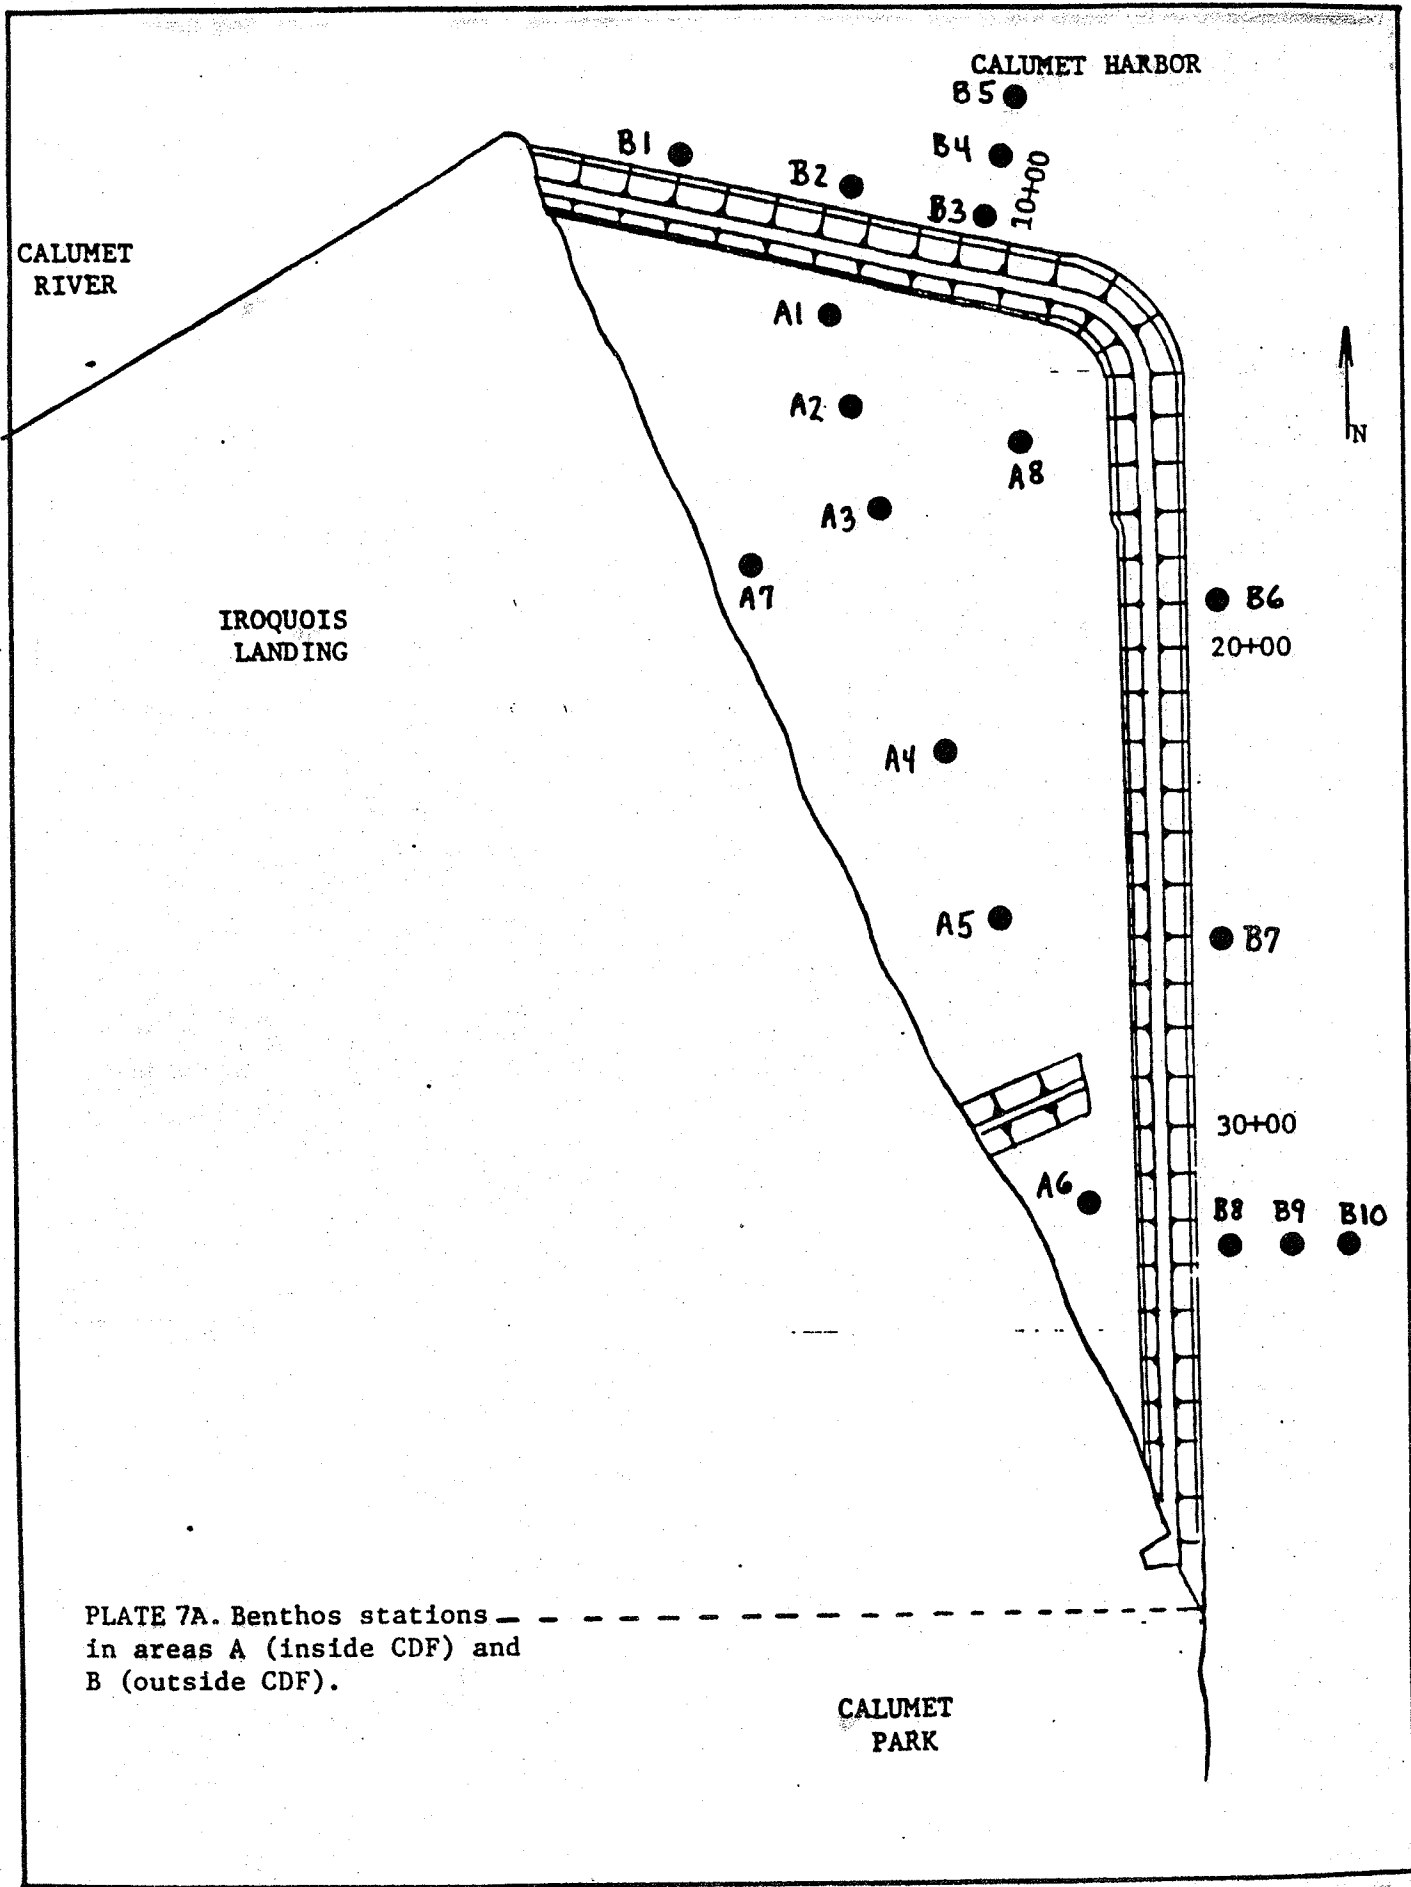 CALUMET HARBOR
B5
B1
B4
B2
10+00
B3
CALUMET
RIVER
A1
A2
N
A8
A3
A7
B6
IROQUOIS
LANDING
20+00
A4
A5
B7
30+00
A6
B8 B9 B10
PLATE 7A. Benthos stations
in areas A (inside CDF) and
B (outside CDF).
CALUMET
PARK